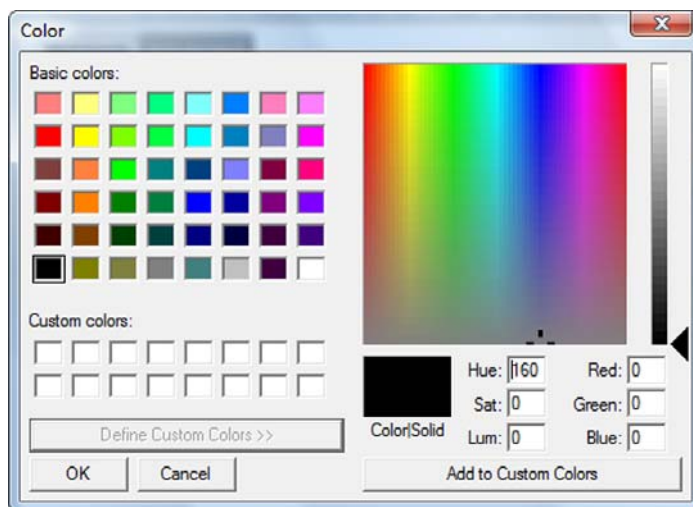 Color
Basic colors:
Custom colors:
Define Custom Colors >>
OK Cancel
Color|Solid
Hue: 160 Red: 0
Sat: 0 Green: 0
Lum: 0 Blue: 0
Add to Custom Colors